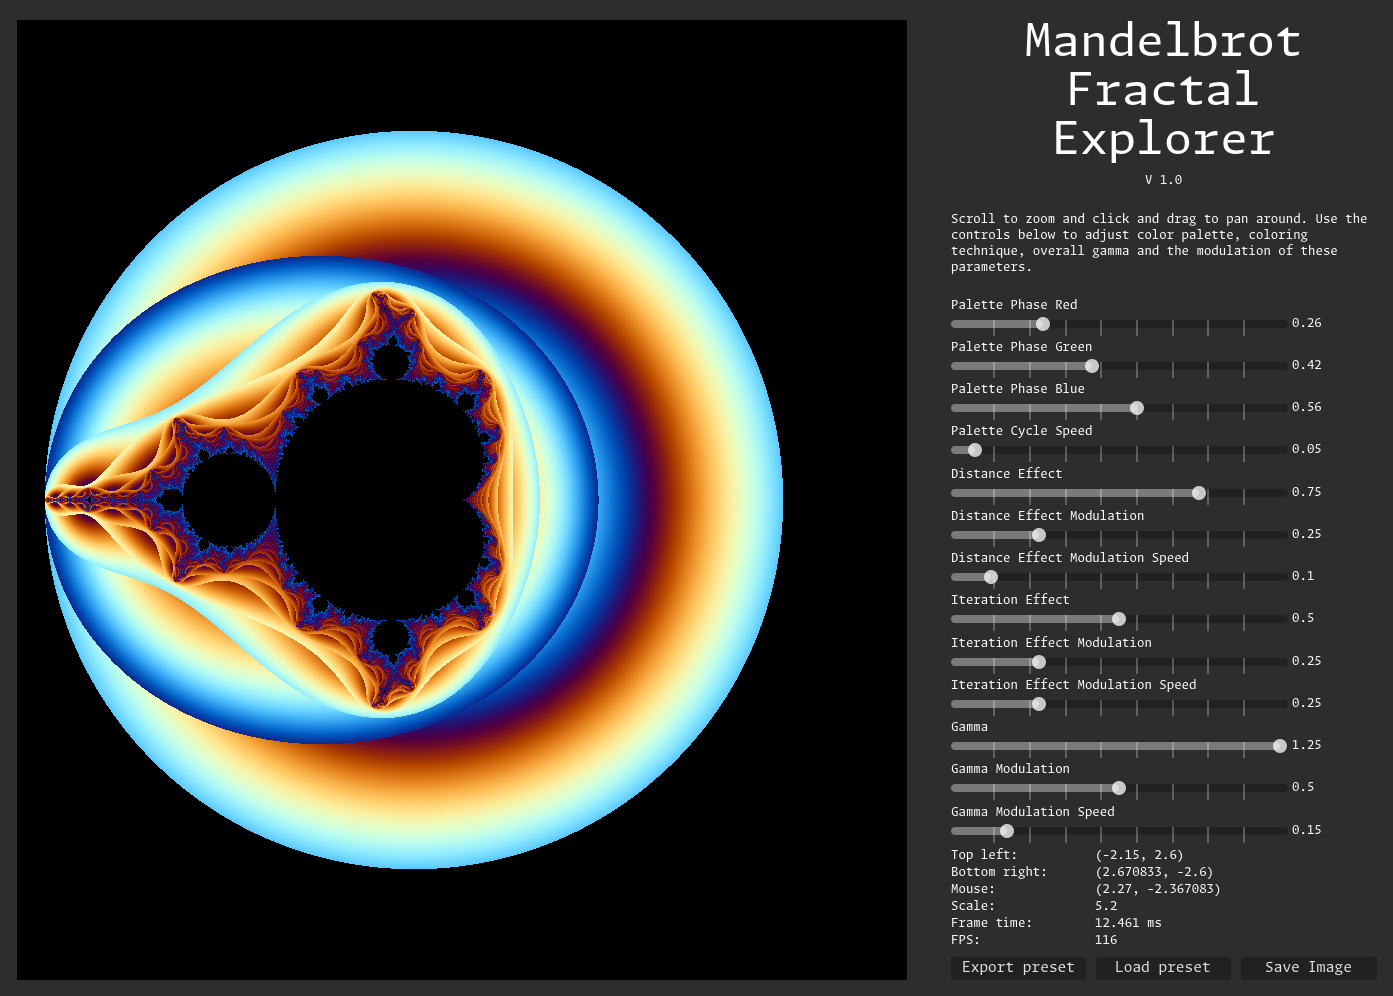 Mandelbrot
Fractal
Explorer
V 1.0
Scroll to zoom and click and drag to pan around. Use the
controls below to adjust color palette, coloring
technique, overall gamma and the modulation of these
parameters.
Palette Phase Red
0.26
Palette Phase Green
0.42
Palette Phase Blue
0.56
Palette Cycle Speed
0.05
Distance Effect
0.75
Distance Effect Modulation
0.25
Distance Effect Modulation Speed
0.1
Iteration Effect
0.5
Iteration Effect Modulation
0.25
Iteration Effect Modulation Speed
0.25
Gamma
1.25
Gamma Modulation
0.5
Gamma Modulation Speed
0.15
Top left: (-2.15, 2.6)
Bottom right: (2.670833, -2.6)
Mouse: (2.27, -2.367083)
Scale: 5.2
Frame time: 12.461 ms
FPS: 116
Export preset Load preset Save Image